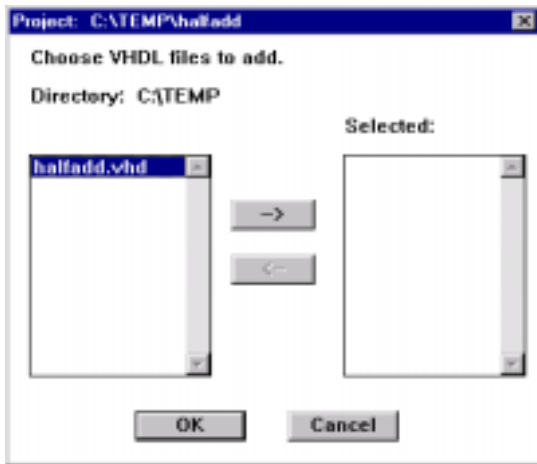 Project: C:\TEMP\halfadd
Choose VHDL files to add.
Directory: C:\TEMP
Selected:
halfadd.vhd
-->
<--
OK
Cancel